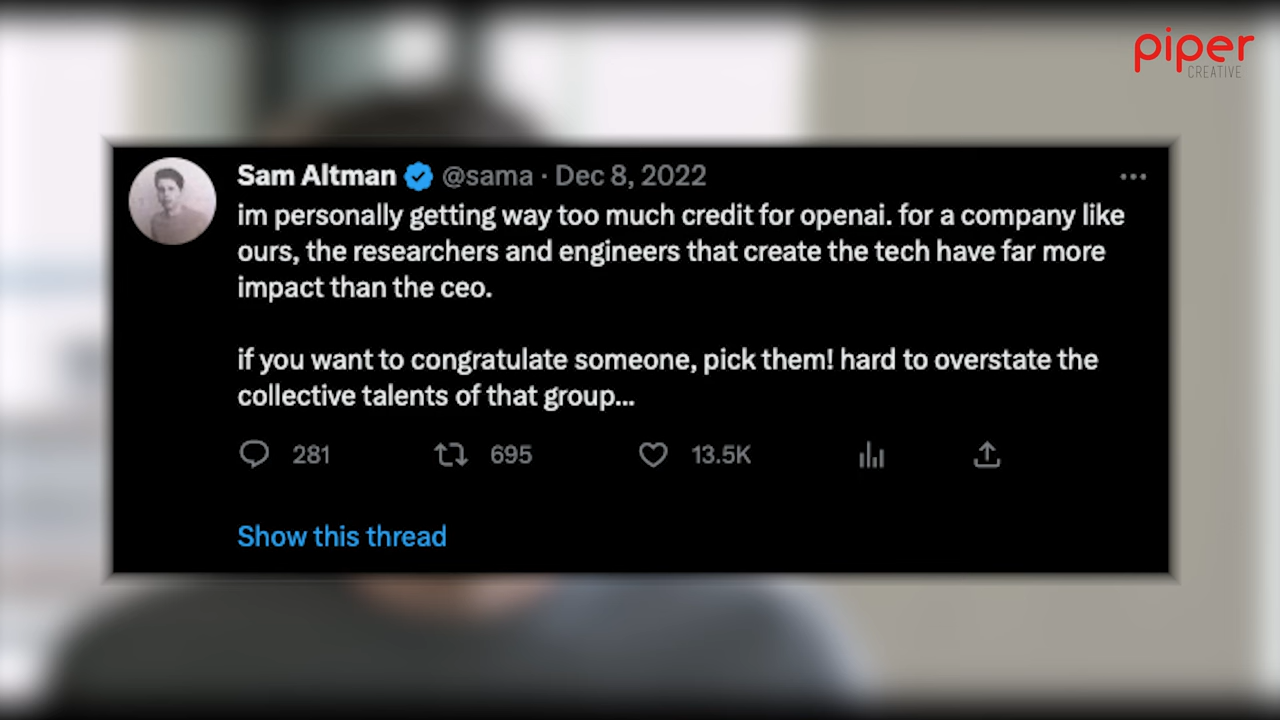 piper
CREATIVE
Sam Altman @sama · Dec 8, 2022
im personally getting way too much credit for openai. for a company like
ours, the researchers and engineers that create the tech have far more
impact than the ceo.
if you want to congratulate someone, pick them! hard to overstate the
collective talents of that group...
281 695 13.5K
Show this thread